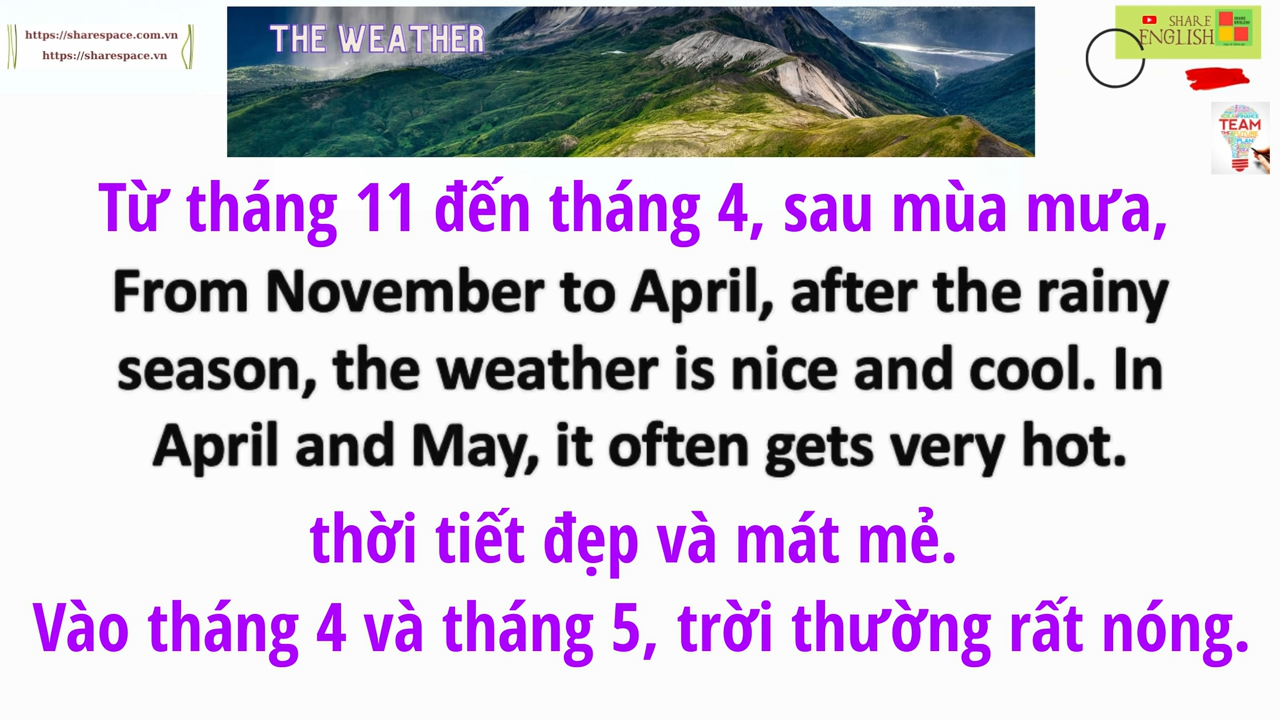 https://sharespace.com.vn
https://sharespace.vn
THE WEATHER
SHARE
ENGLISH
TEAM
PLAN
Từ tháng 11 đến tháng 4, sau mùa mưa,
From November to April, after the rainy
season, the weather is nice and cool. In
April and May, it often gets very hot.
thời tiết đẹp và mát mẻ.
Vào tháng 4 và tháng 5, trời thường rất nóng.